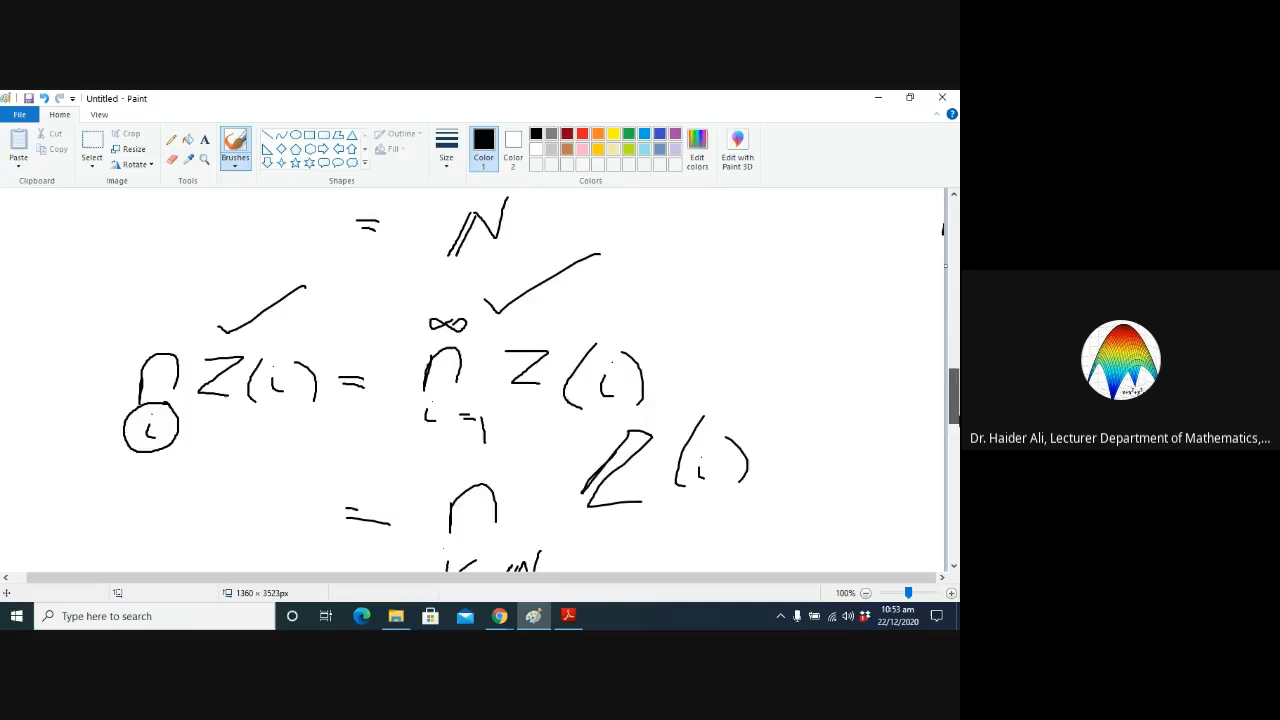 Untitled - Paint
File Home View
Paste
Cut
Copy
Clipboard
Select
Crop
Resize
Rotate
Image
Tools
Brushes
Shapes
Outline
Fill
Size
Color 1
Color 2
Edit colors
Edit with Paint 3D
Colors
= ℕ
⋂ᵢ Z(i) = ⋂_{i=1}^{∞} Z(i)
= ⋂_{i∈ℕ} ℤ(i)
Dr. Haider Ali, Lecturer Department of Mathematics,...
z=x²+y²
1360 × 3523px
100%
Type here to search
10:53 am
22/12/2020